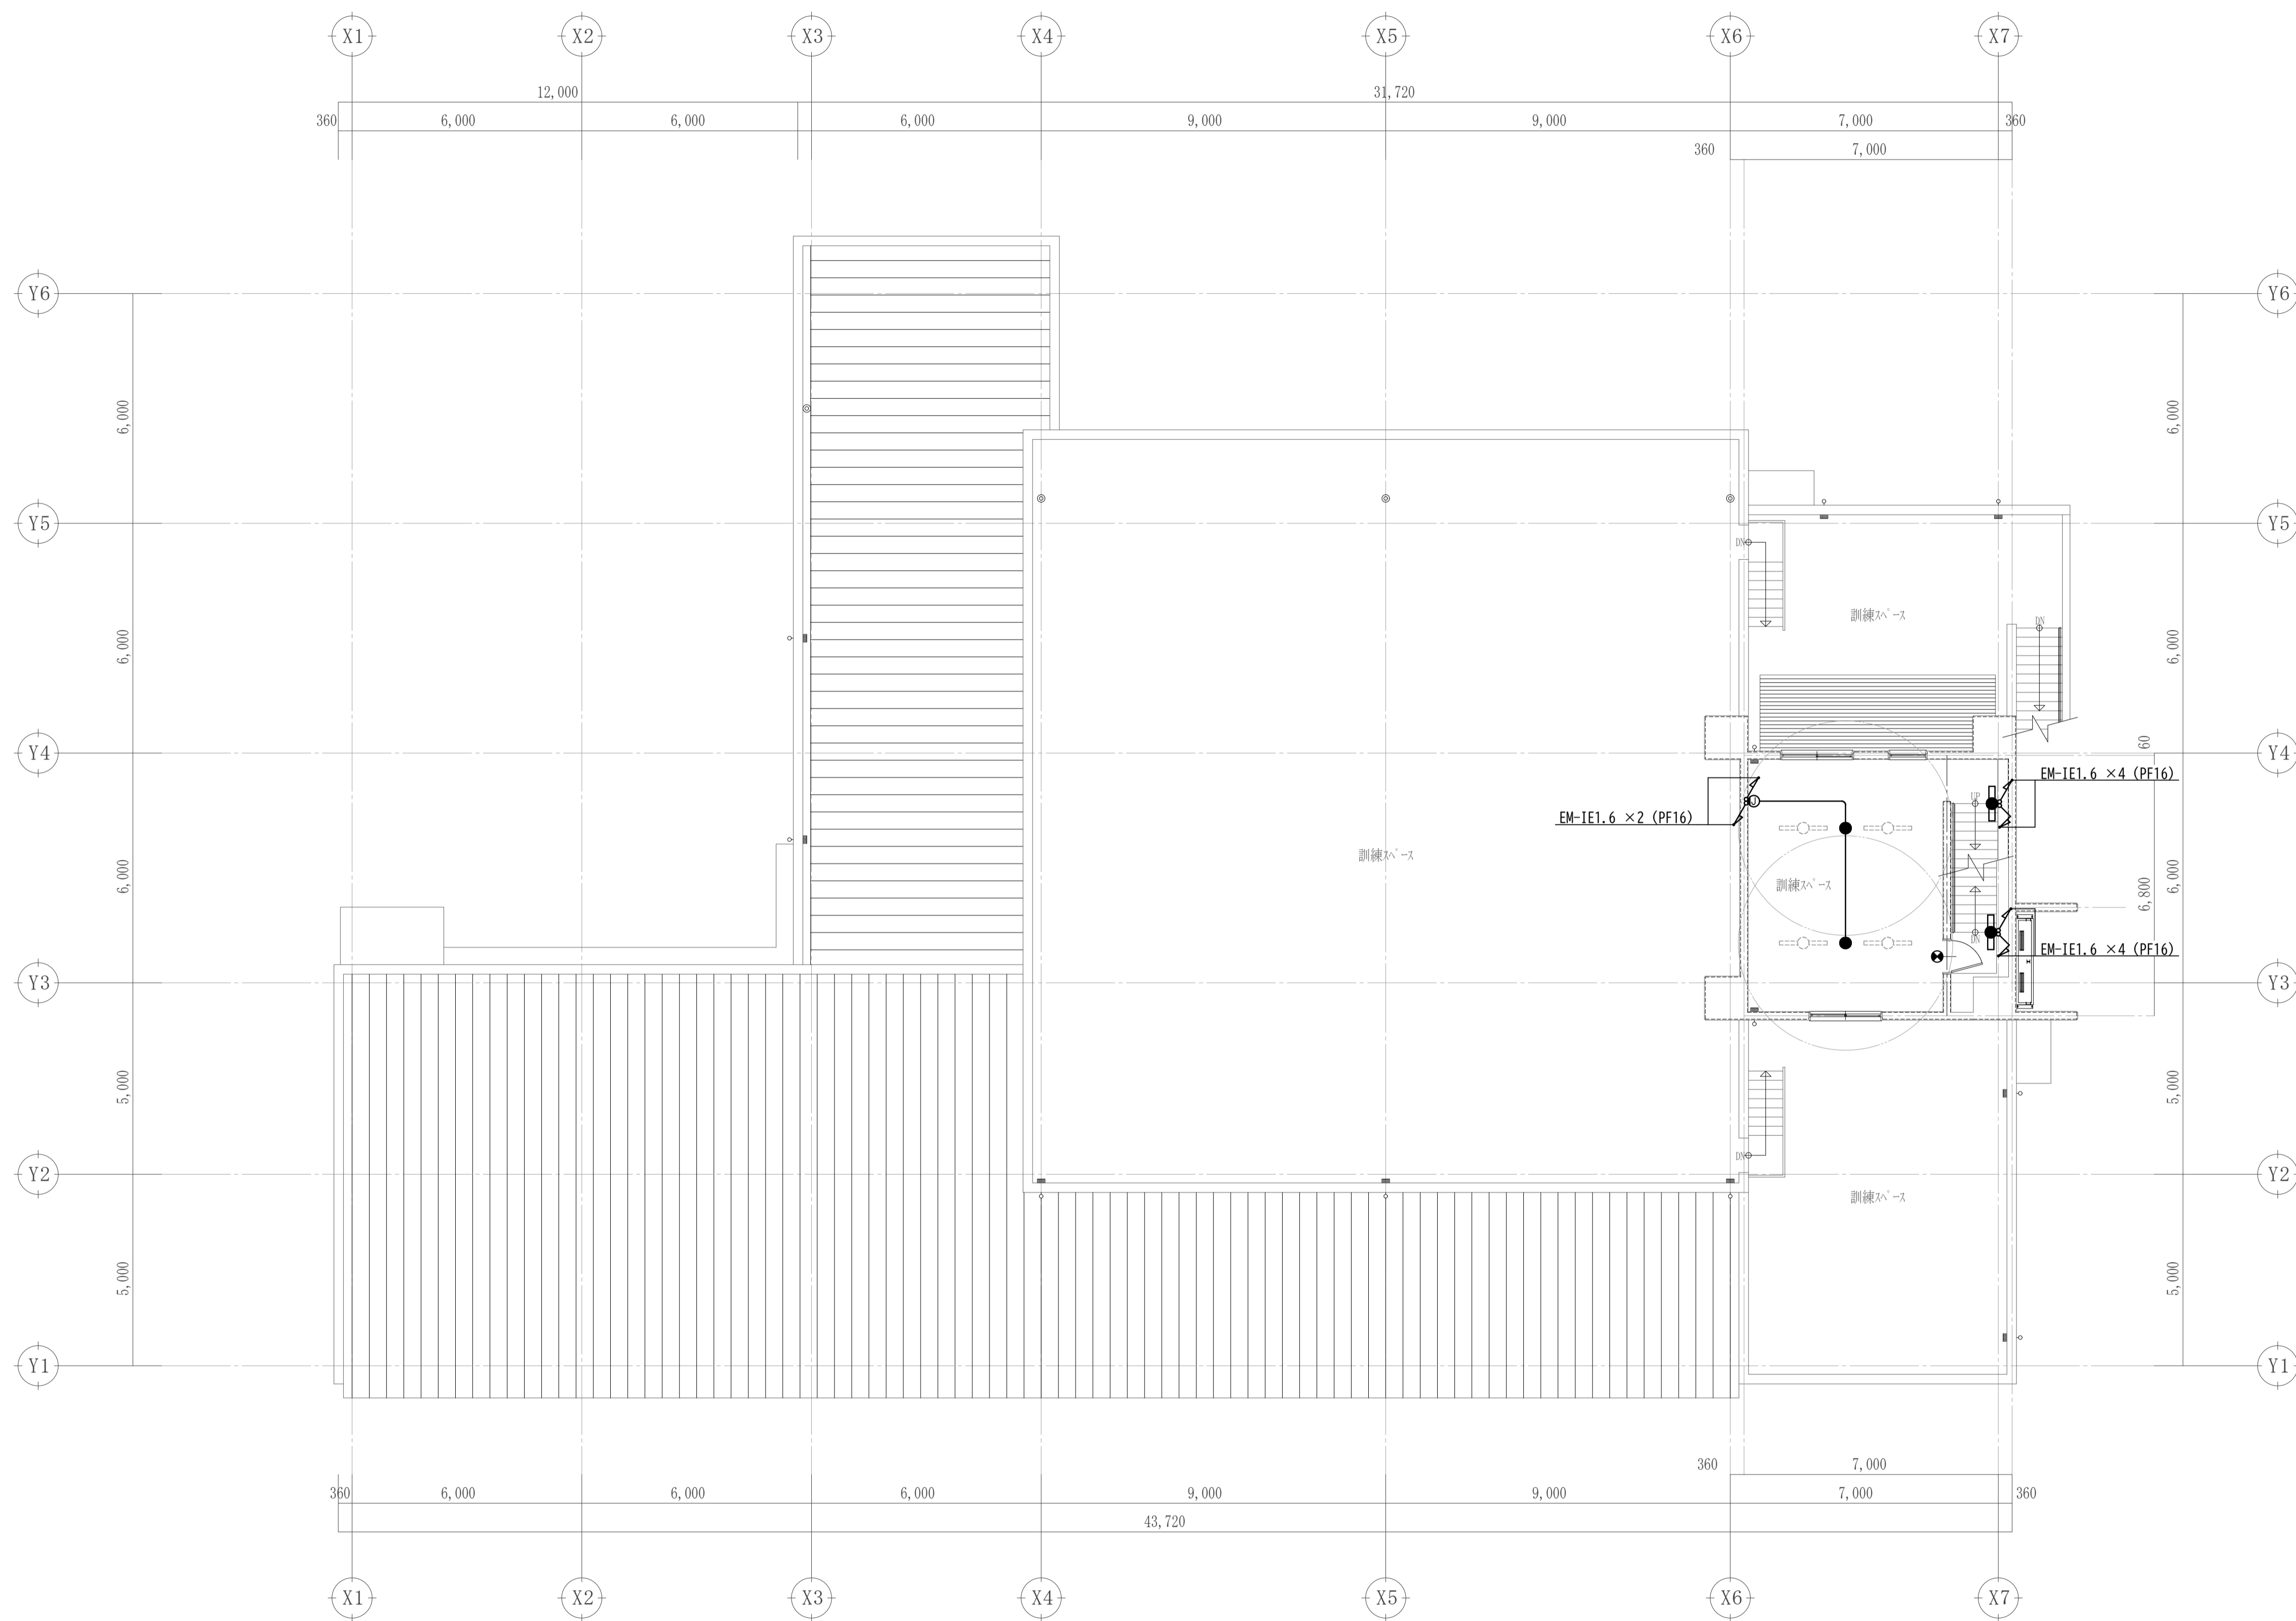 X1 X2 X3 X4 X5 X6 X7
12,000 31,720
360 6,000 6,000 6,000 9,000 9,000 7,000 360
360 7,000
Y6 Y6
6,000 6,000
Y5 Y5
DN
訓練ｽﾍﾟｰｽ
DN
6,000 6,000
Y4 60 Y4
EM-IE1.6 ×4 (PF16)
J
UP
EM-IE1.6 ×2 (PF16)
訓練ｽﾍﾟｰｽ
訓練ｽﾍﾟｰｽ
6,000 6,800 6,000
DN
EM-IE1.6 ×4 (PF16)
Y3 Y3
5,000 5,000
DN
Y2 Y2
訓練ｽﾍﾟｰｽ
5,000 5,000
Y1 Y1
360 7,000
360 6,000 6,000 6,000 9,000 9,000 7,000 360
43,720
X1 X2 X3 X4 X5 X6 X7